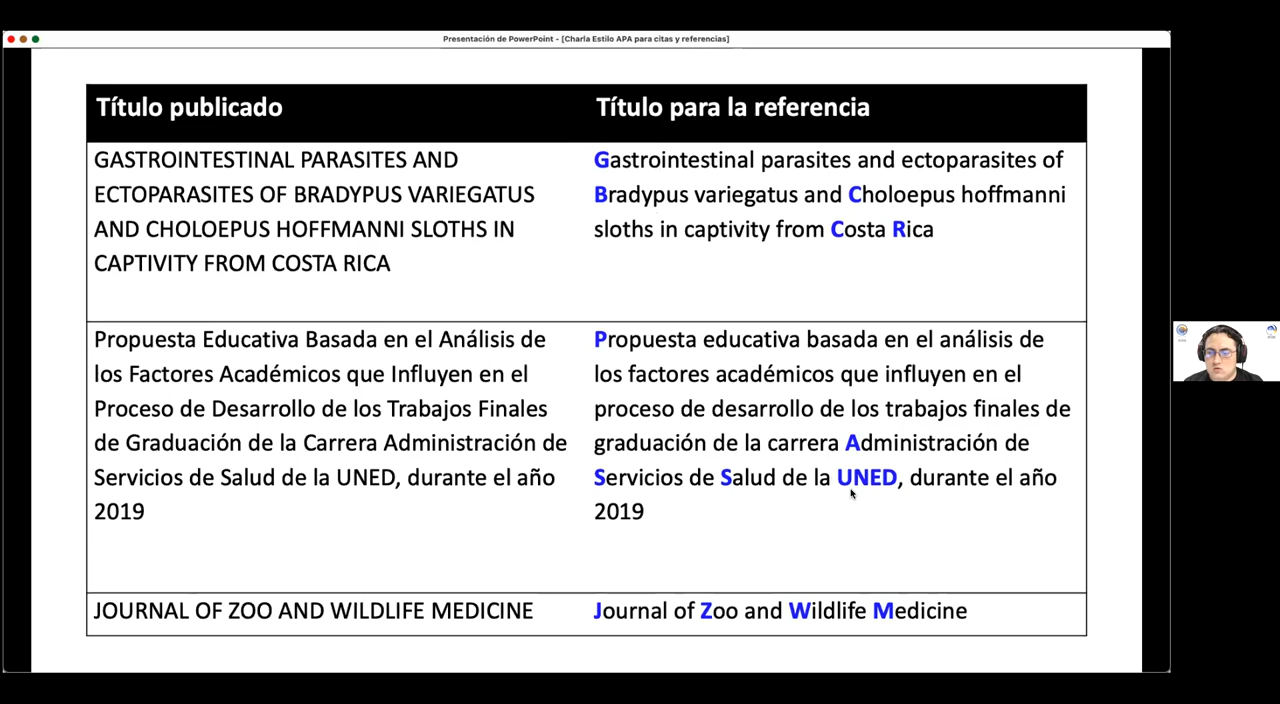 Presentación de PowerPoint - [Charla Estilo APA para citas y referencias]
Título publicado
Título para la referencia
GASTROINTESTINAL PARASITES AND
ECTOPARASITES OF BRADYPUS VARIEGATUS
AND CHOLOEPUS HOFFMANNI SLOTHS IN
CAPTIVITY FROM COSTA RICA
Gastrointestinal parasites and ectoparasites of
Bradypus variegatus and Choloepus hoffmanni
sloths in captivity from Costa Rica
Propuesta Educativa Basada en el Análisis de
los Factores Académicos que Influyen en el
Proceso de Desarrollo de los Trabajos Finales
de Graduación de la Carrera Administración de
Servicios de Salud de la UNED, durante el año
2019
Propuesta educativa basada en el análisis de
los factores académicos que influyen en el
proceso de desarrollo de los trabajos finales de
graduación de la carrera Administración de
Servicios de Salud de la UNED, durante el año
2019
JOURNAL OF ZOO AND WILDLIFE MEDICINE
Journal of Zoo and Wildlife Medicine